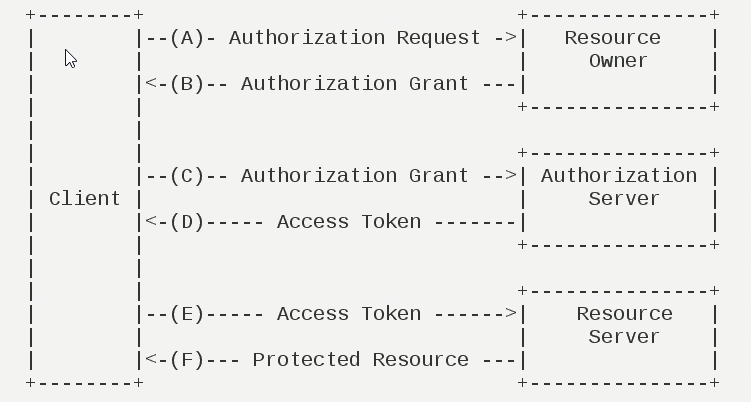 +--------+                               +---------------+
|        |--(A)- Authorization Request ->|   Resource    |
|        |                               |     Owner     |
|        |<-(B)-- Authorization Grant ---|               |
|        |                               +---------------+
|        |
|        |                               +---------------+
|        |--(C)-- Authorization Grant -->| Authorization |
| Client |                               |     Server    |
|        |<-(D)----- Access Token -------|               |
|        |                               +---------------+
|        |
|        |                               +---------------+
|        |--(E)----- Access Token ------>|    Resource   |
|        |                               |     Server    |
|        |<-(F)--- Protected Resource ---|               |
+--------+                               +---------------+